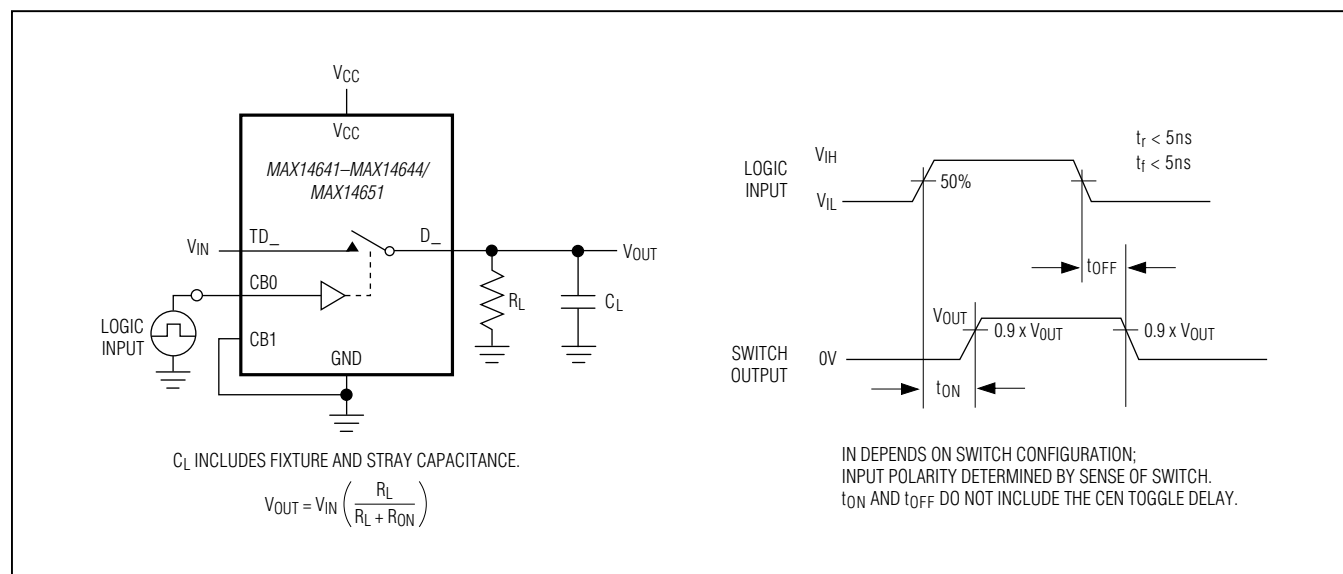 VCC
VCC
MAX14641–MAX14644/
MAX14651
VIN
TD_
D_
VOUT
CB0
RL
CL
LOGIC
INPUT
CB1
GND
CL INCLUDES FIXTURE AND STRAY CAPACITANCE.
VOUT = VIN ( RL / RL + RON )
LOGIC
INPUT
VIH
VIL
50%
tr < 5ns
tf < 5ns
tOFF
VOUT
0.9 x VOUT
0.9 x VOUT
SWITCH
OUTPUT
0V
tON
IN DEPENDS ON SWITCH CONFIGURATION;
INPUT POLARITY DETERMINED BY SENSE OF SWITCH.
tON AND tOFF DO NOT INCLUDE THE CEN TOGGLE DELAY.